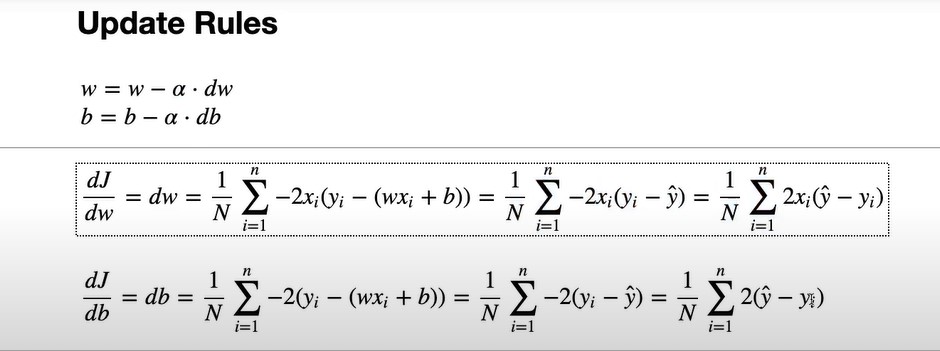 Update Rules
w = w − α · dw
b = b − α · db
dJ/dw = dw = 1/N ∑_{i=1}^{n} −2x_i(y_i − (wx_i + b)) = 1/N ∑_{i=1}^{n} −2x_i(y_i − ŷ) = 1/N ∑_{i=1}^{n} 2x_i(ŷ − y_i)
dJ/db = db = 1/N ∑_{i=1}^{n} −2(y_i − (wx_i + b)) = 1/N ∑_{i=1}^{n} −2(y_i − ŷ) = 1/N ∑_{i=1}^{n} 2(ŷ − y_i)